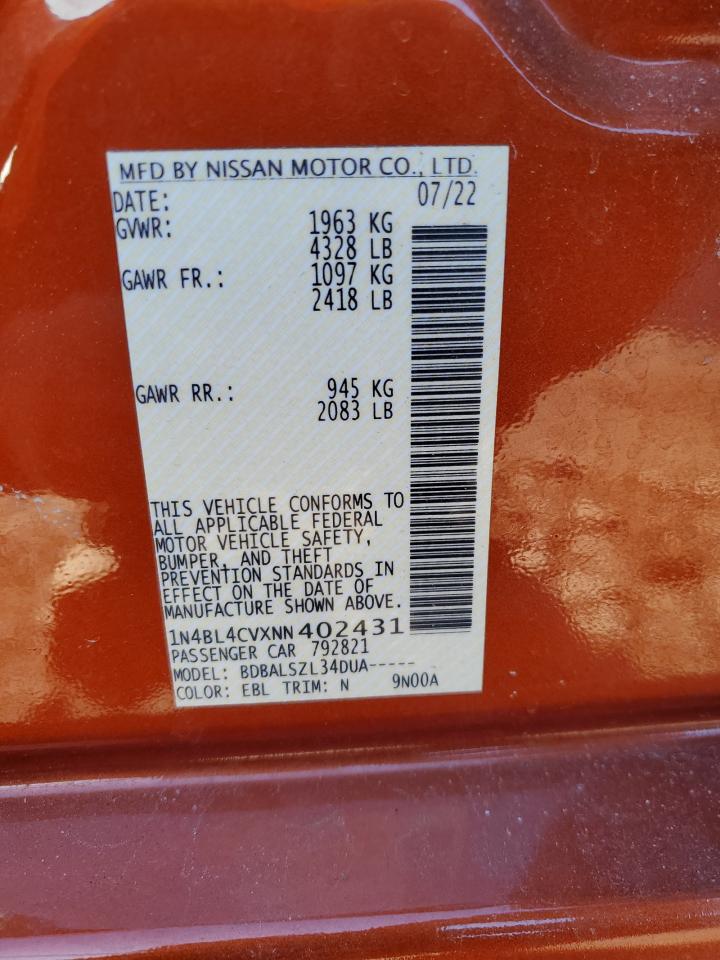 MFD BY NISSAN MOTOR CO., LTD.
DATE: 07/22
GVWR: 1963 KG
4328 LB
GAWR FR.: 1097 KG
2418 LB
GAWR RR.: 945 KG
2083 LB
THIS VEHICLE CONFORMS TO
ALL APPLICABLE FEDERAL
MOTOR VEHICLE SAFETY,
BUMPER, AND THEFT
PREVENTION STANDARDS IN
EFFECT ON THE DATE OF
MANUFACTURE SHOWN ABOVE.
1N4BL4CVXNN402431
PASSENGER CAR 792821
MODEL: BDBALSZL34DUA-----
COLOR: EBL TRIM: N 9N00A